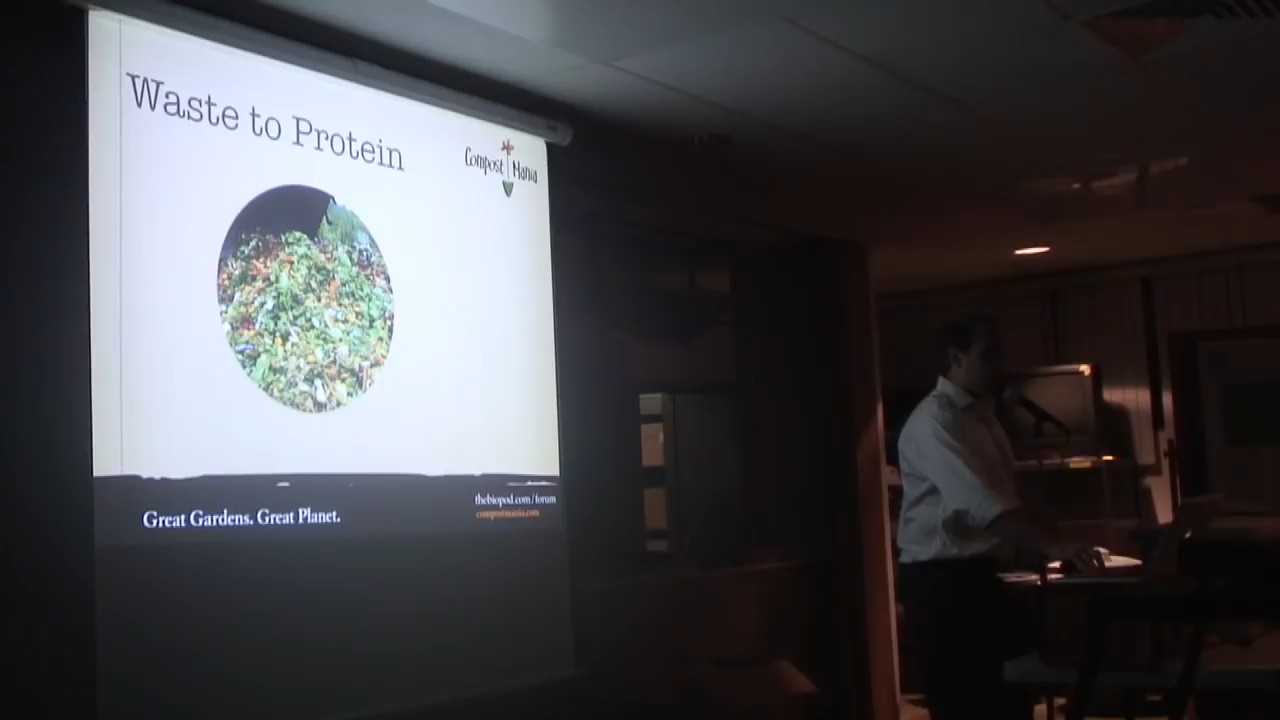 Waste to Protein
Compost Mania
Great Gardens. Great Planet.
thebiopod.com/forum
compostmania.com